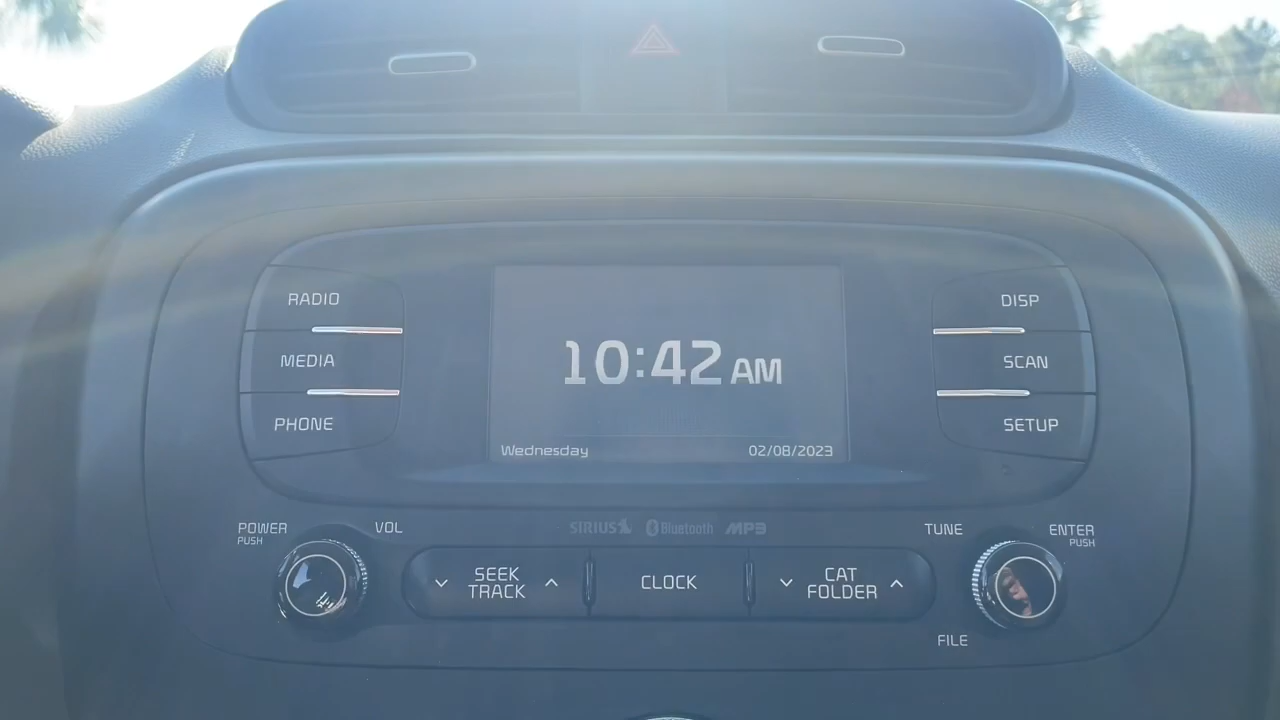 RADIO
MEDIA
PHONE
DISP
SCAN
SETUP
10:42 AM
Wednesday 02/08/2023
POWER
PUSH
VOL
SIRIUS Bluetooth MP3
TUNE
ENTER
PUSH
SEEK
TRACK
CLOCK
CAT
FOLDER
FILE